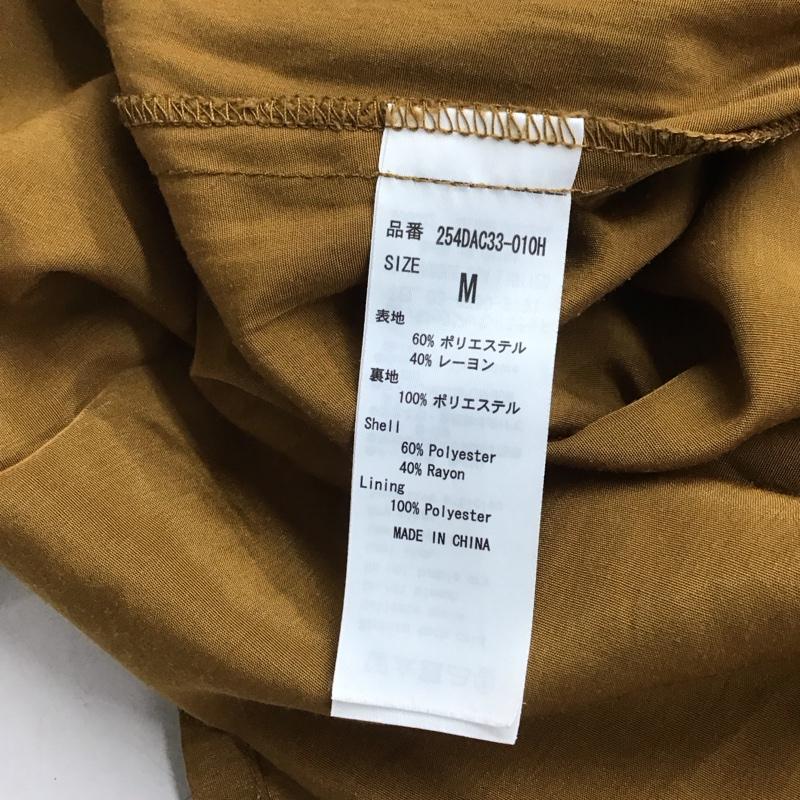 品番 254DAC33-010H
SIZE M
表地
60% ポリエステル
40% レーヨン
裏地
100% ポリエステル
Shell
60% Polyester
40% Rayon
Lining
100% Polyester
MADE IN CHINA